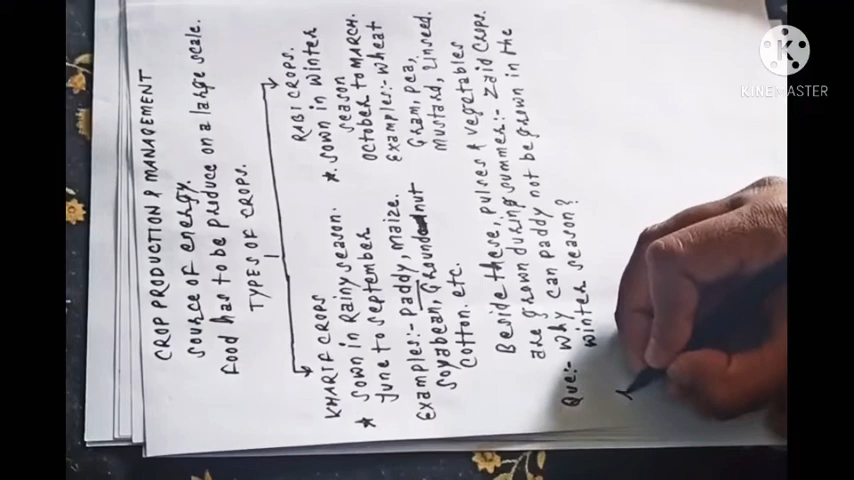 CROP PRODUCTION & MANAGEMENT
source of energy.
food has to be produce on a large scale.
TYPES OF CROPS.
KHARIF CROPS
* sown in Rainy season.
June to september
Examples:- Paddy, maize.
soyabean, Groundnut
cotton. etc.
RABI CROPS.
* sown in winter
season
October to MARCH.
Examples:- wheat
Gram, Pea,
mustard, Linseed.
Beside these, pulses & vegetables
are grown during summer:- Zaid crops.
Que:- why can paddy not be grown in the
winter season?
KINEMASTER